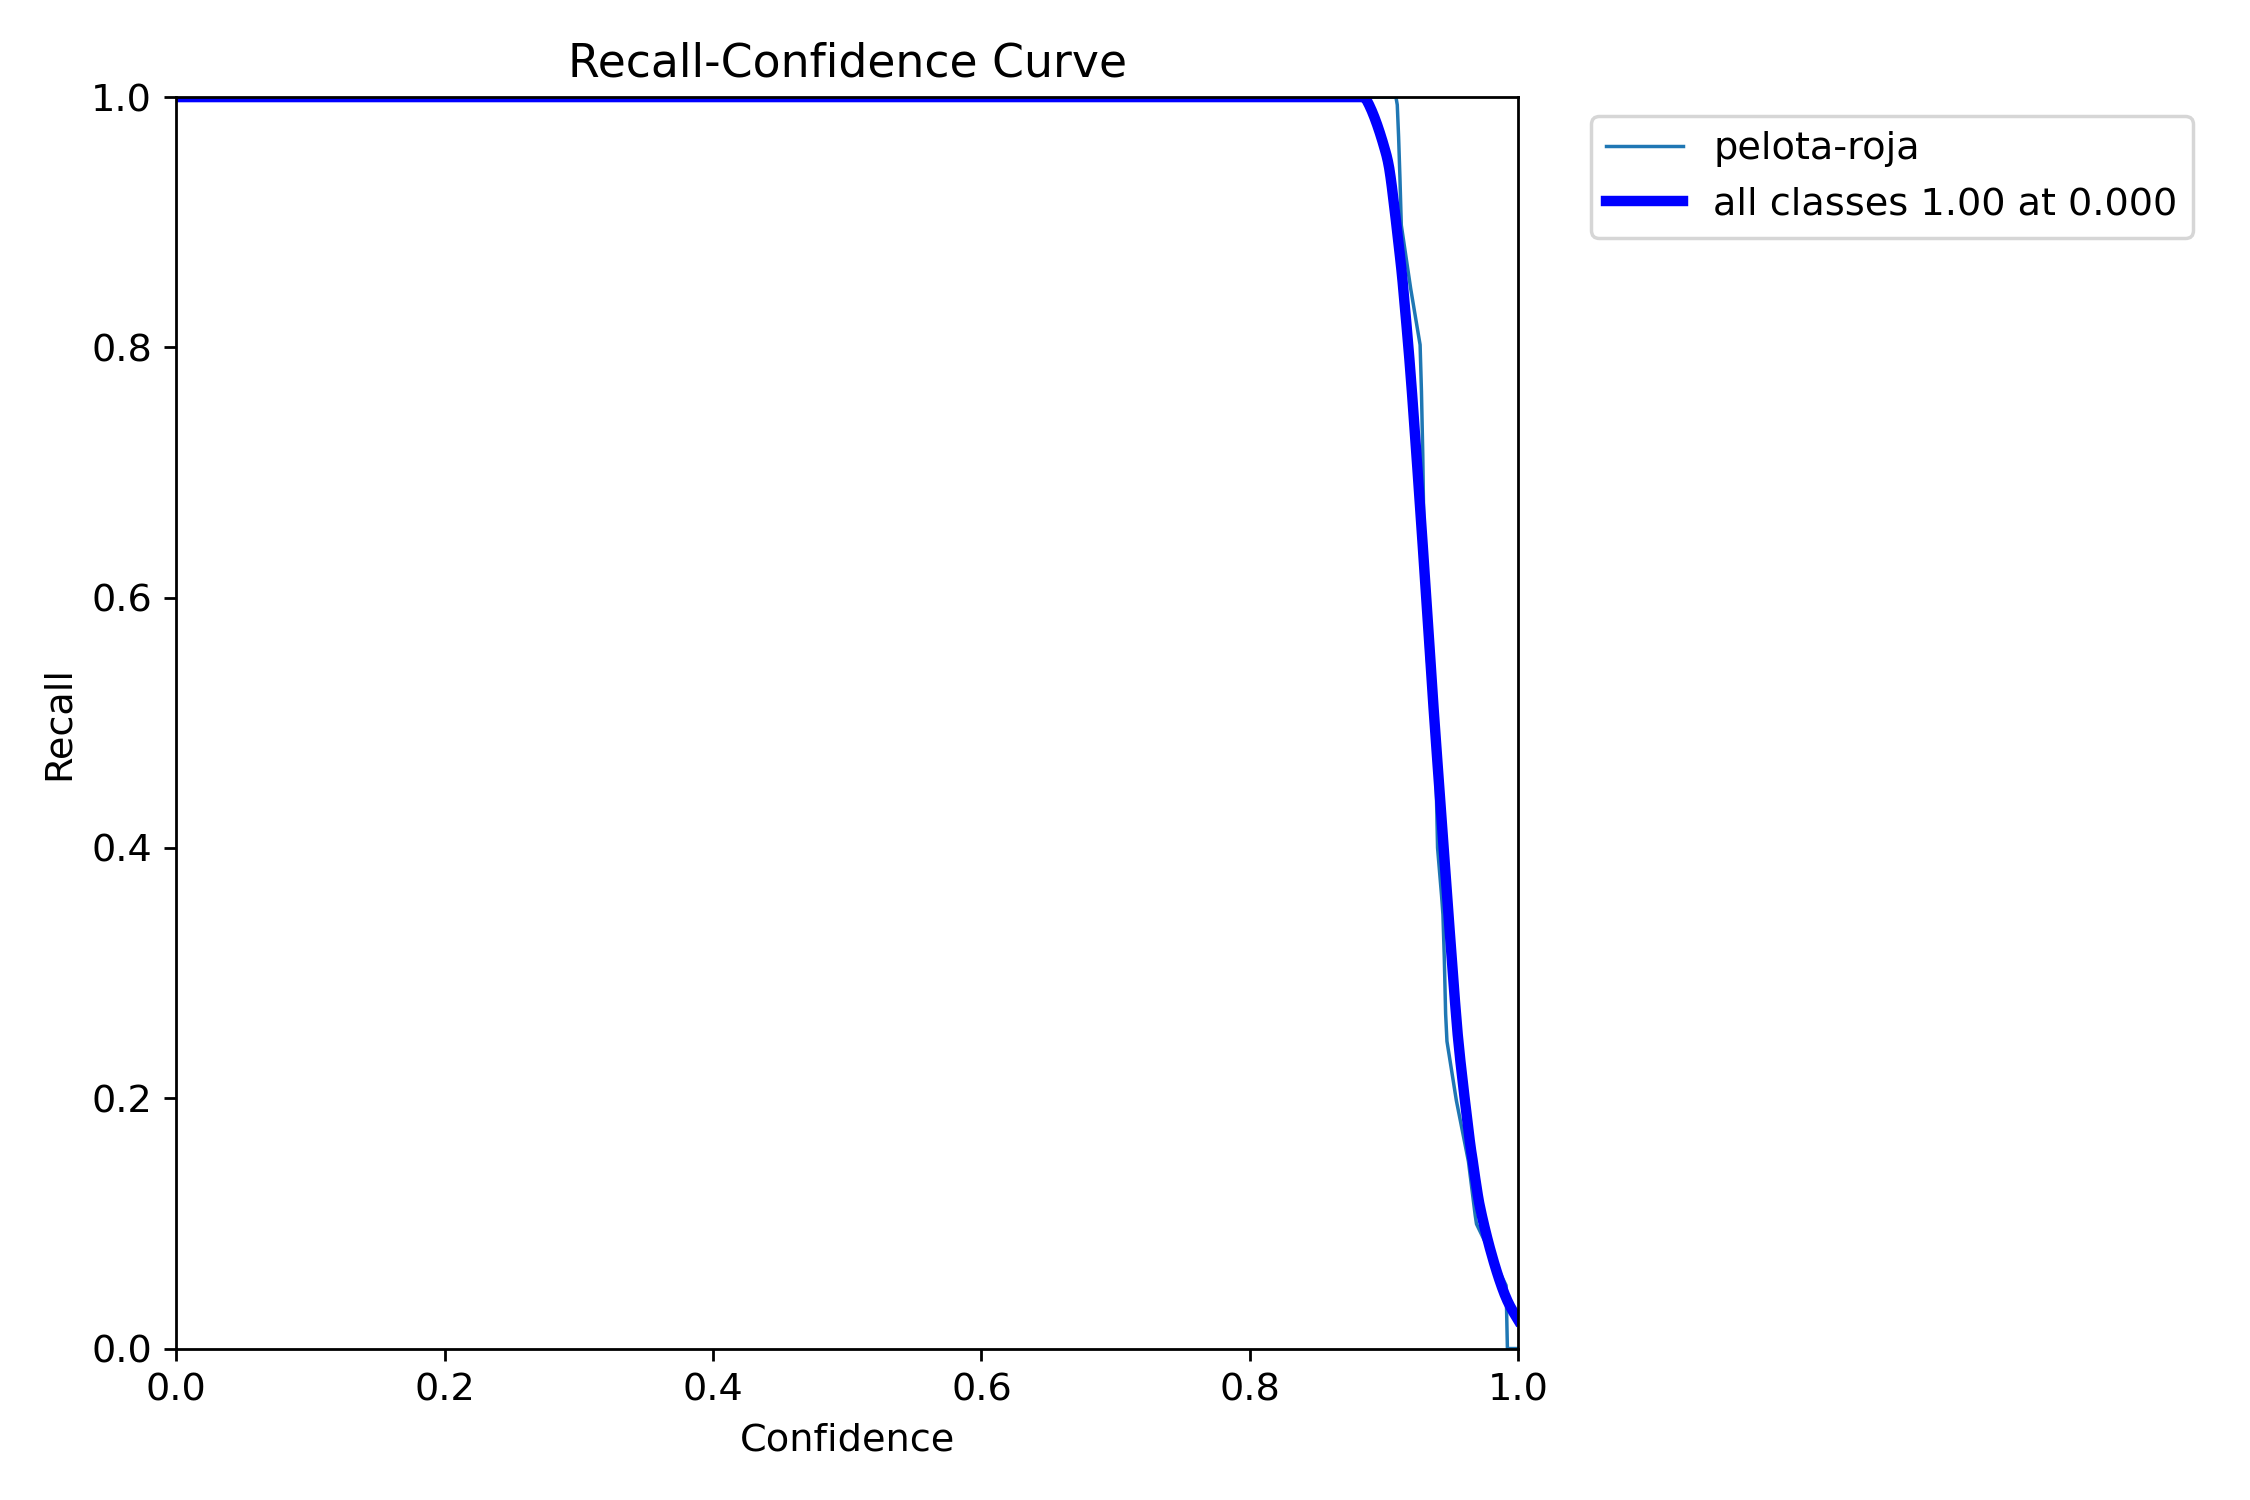 Recall-Confidence Curve
1.0
0.8
0.6
0.4
0.2
0.0
Recall
0.0 0.2 0.4 0.6 0.8 1.0
Confidence
pelota-roja
all classes 1.00 at 0.000